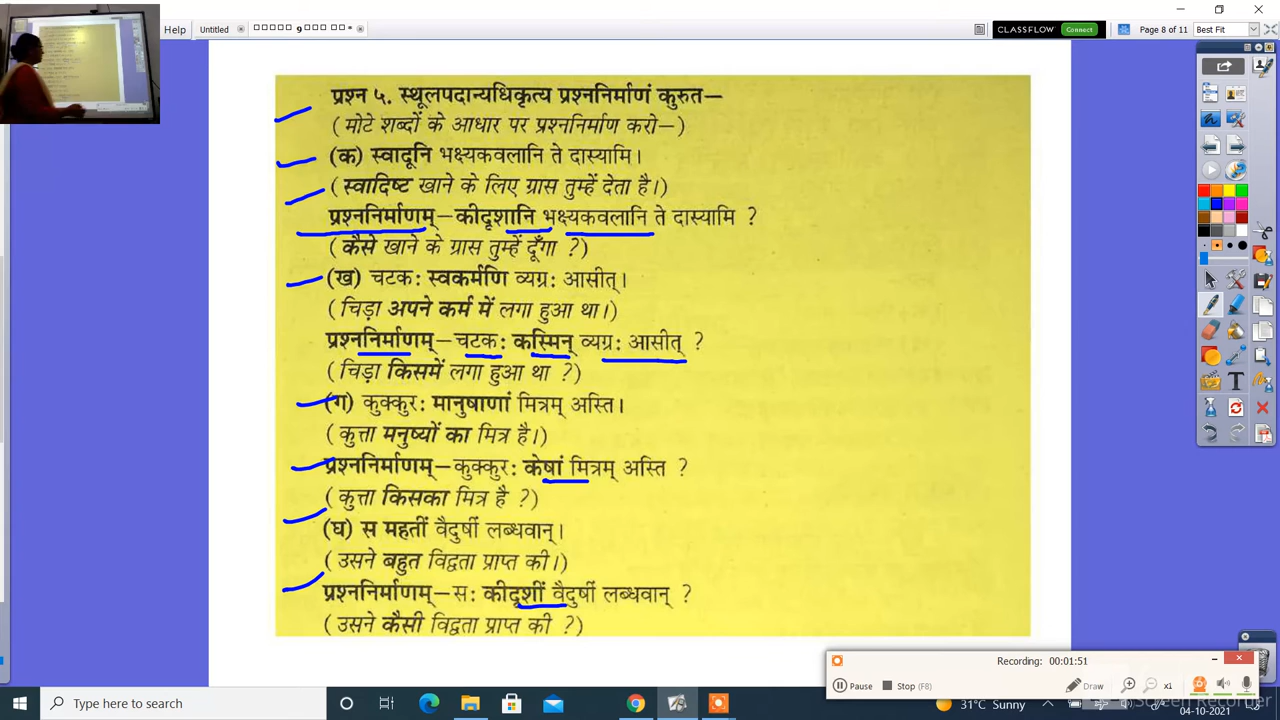 Help
Untitled
9
CLASSFLOW Connect
Page 8 of 11
Best Fit
प्रश्न ५. स्थूलपदान्यधिकृत्य प्रश्ननिर्माणं कुरुत—
(मोटे शब्दों के आधार पर प्रश्ननिर्माण करो—)
(क) स्वादूनि भक्ष्यकवलानि ते दास्यामि।
(स्वादिष्ट खाने के लिए ग्रास तुम्हें देता है।)
प्रश्ननिर्माणम्—कीदृशानि भक्ष्यकवलानि ते दास्यामि ?
(कैसे खाने के ग्रास तुम्हें दूँगा ?)
(ख) चटकः स्वकर्मणि व्यग्रः आसीत्।
(चिड़ा अपने कर्म में लगा हुआ था।)
प्रश्ननिर्माणम्—चटकः कस्मिन् व्यग्रः आसीत् ?
(चिड़ा किसमें लगा हुआ था ?)
(ग) कुक्कुरः मानुषाणां मित्रम् अस्ति।
(कुत्ता मनुष्यों का मित्र है।)
प्रश्ननिर्माणम्—कुक्कुरः केषां मित्रम् अस्ति ?
(कुत्ता किसका मित्र है ?)
(घ) स महतीं वैदुषीं लब्धवान्।
(उसने बहुत विद्वता प्राप्त की।)
प्रश्ननिर्माणम्—सः कीदृशीं वैदुषीं लब्धवान् ?
(उसने कैसी विद्वता प्राप्त की ?)
Recording: 00:01:51
Pause Stop (F8) Draw x1
Screen Recorder
Type here to search
31°C Sunny
04-10-2021